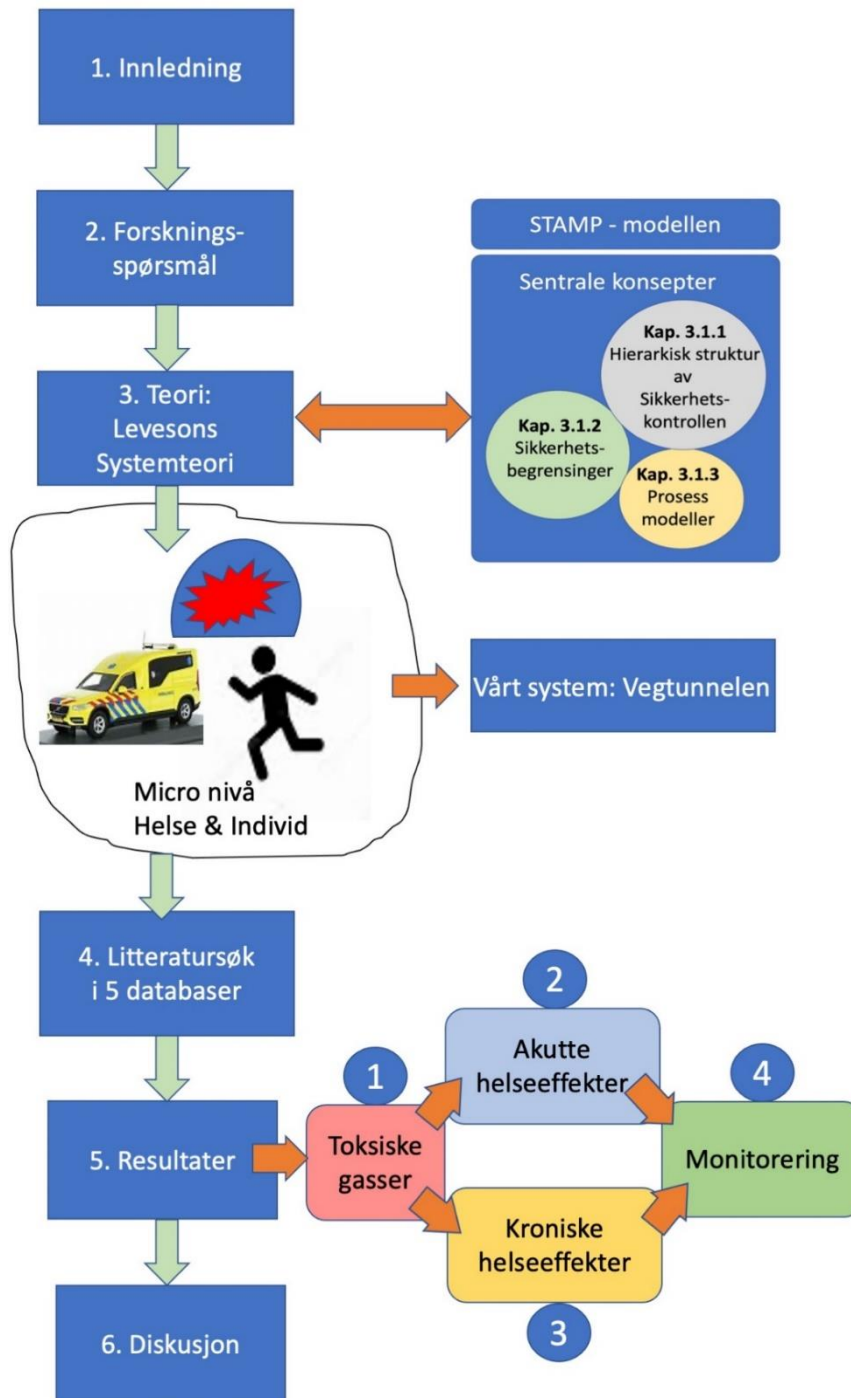 1. Innledning
2. Forsknings-
spørsmål
STAMP - modellen
Sentrale konsepter
Kap. 3.1.1
Hierarkisk struktur
av
Sikkerhets-
kontrollen
Kap. 3.1.2
Sikkerhets-
begrensinger
Kap. 3.1.3
Prosess
modeller
3. Teori:
Levesons
Systemteori
Micro nivå
Helse & Individ
Vårt system: Vegtunnelen
4. Litteratursøk
i 5 databaser
5. Resultater
1
Toksiske
gasser
2
Akutte
helseeffekter
Kroniske
helseeffekter
3
4
Monitorering
6. Diskusjon